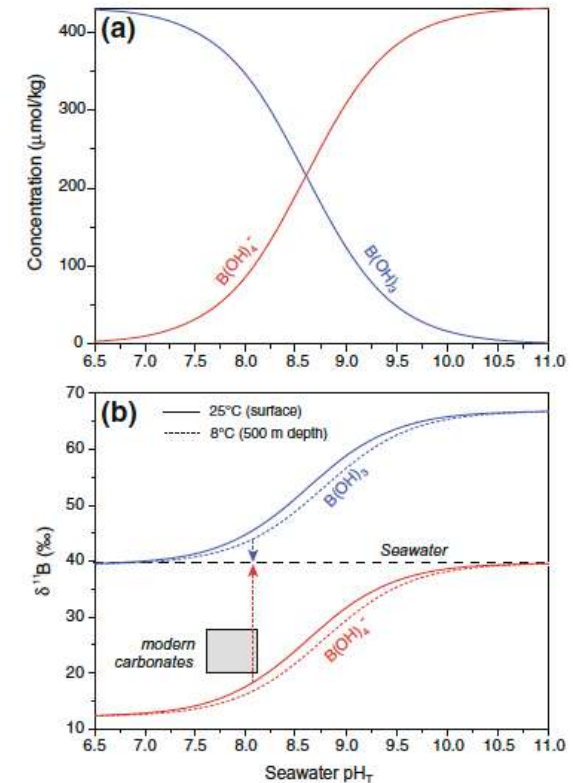 (a)
400
300
200
100
0
Concentration (μmol/kg)
B(OH)₄⁻
B(OH)₃
6.5 7.0 7.5 8.0 8.5 9.0 9.5 10.0 10.5 11.0
(b)
70
60
50
40
30
20
10
δ¹¹B (‰)
25°C (surface)
8°C (500 m depth)
B(OH)₃
Seawater
modern
carbonates
B(OH)₄⁻
6.5 7.0 7.5 8.0 8.5 9.0 9.5 10.0 10.5 11.0
Seawater pH_T